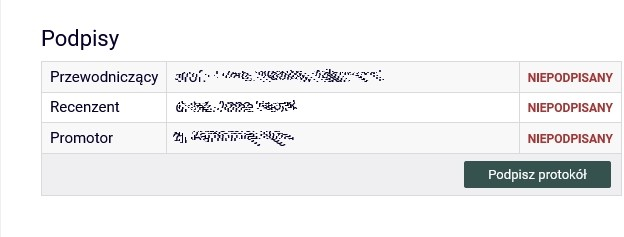 Podpisy
Przewodniczący NIEPODPISANY
Recenzent NIEPODPISANY
Promotor NIEPODPISANY
Podpisz protokół